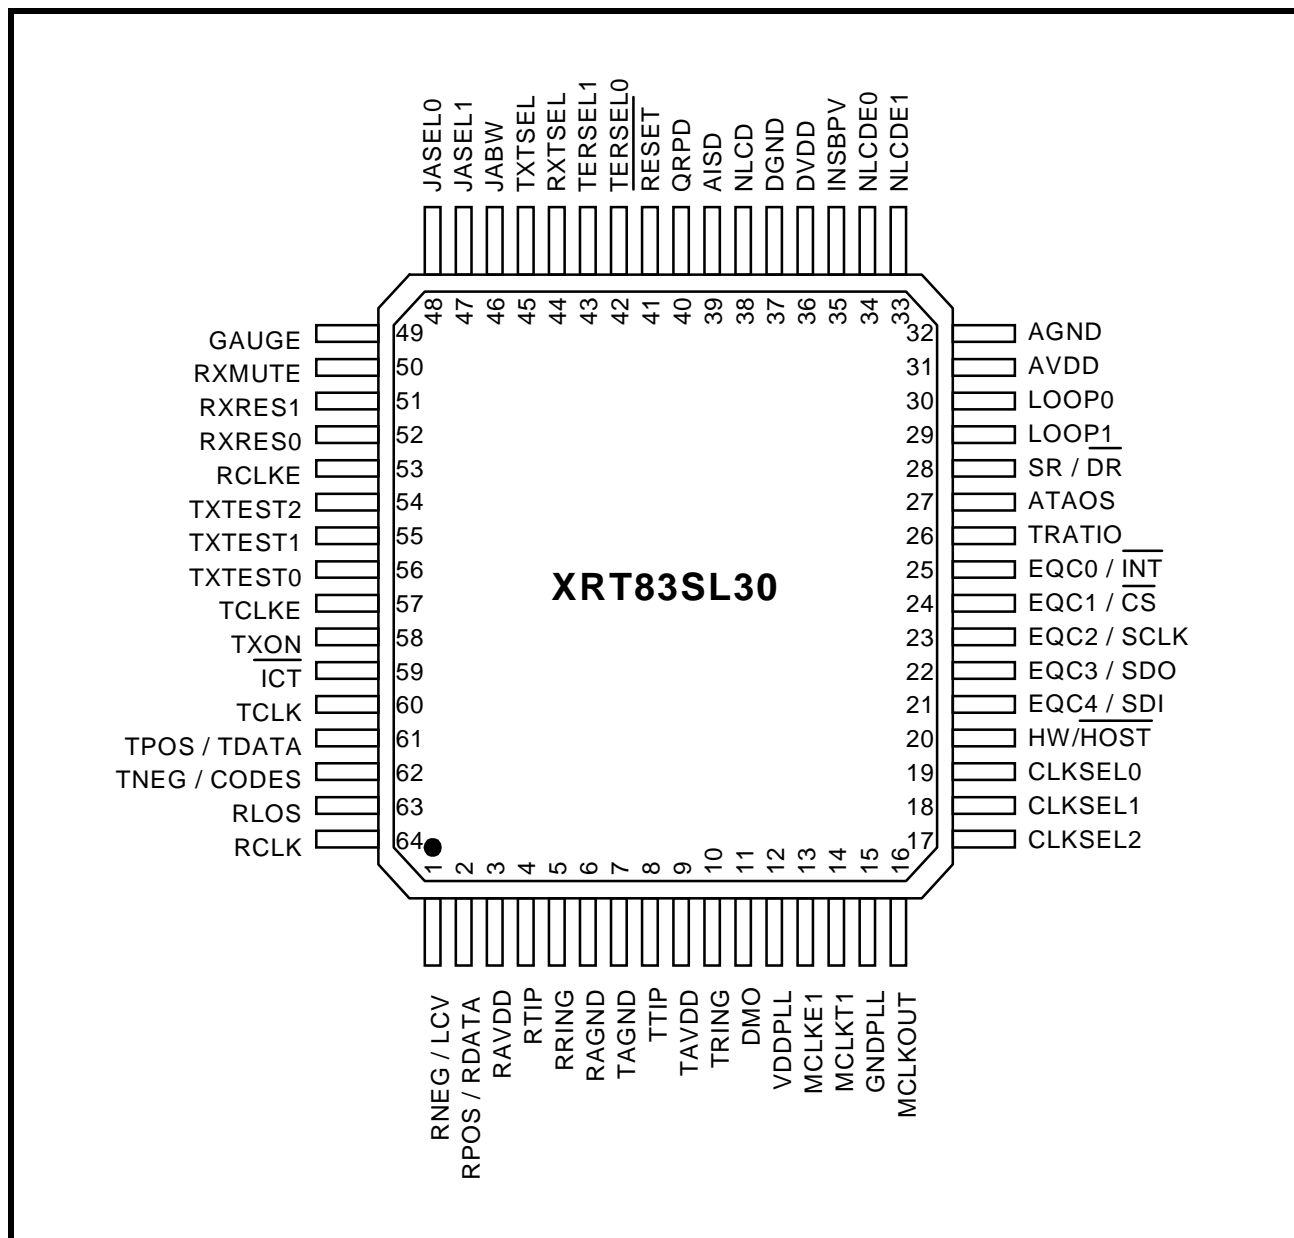 JASEL0
JASEL1
JABW
TXTSEL
RXTSEL
TERSEL1
TERSEL0
RESET
QRPD
AISD
NLCD
DGND
DVDD
INSBPV
NLCDE0
NLCDE1
48
47
46
45
44
43
42
41
40
39
38
37
36
35
34
33
GAUGE 49
RXMUTE 50
RXRES1 51
RXRES0 52
RCLKE 53
TXTEST2 54
TXTEST1 55
TXTEST0 56
TCLKE 57
TXON 58
ICT 59
TCLK 60
TPOS / TDATA 61
TNEG / CODES 62
RLOS 63
RCLK 64
XRT83SL30
32 AGND
31 AVDD
30 LOOP0
29 LOOP1
28 SR / DR
27 ATAOS
26 TRATIO
25 EQC0 / INT
24 EQC1 / CS
23 EQC2 / SCLK
22 EQC3 / SDO
21 EQC4 / SDI
20 HW/HOST
19 CLKSEL0
18 CLKSEL1
17 CLKSEL2
1
2
3
4
5
6
7
8
9
10
11
12
13
14
15
16
RNEG / LCV
RPOS / RDATA
RAVDD
RTIP
RRING
RAGND
TAGND
TTIP
TAVDD
TRING
DMO
VDDPLL
MCLKE1
MCLKT1
GNDPLL
MCLKOUT